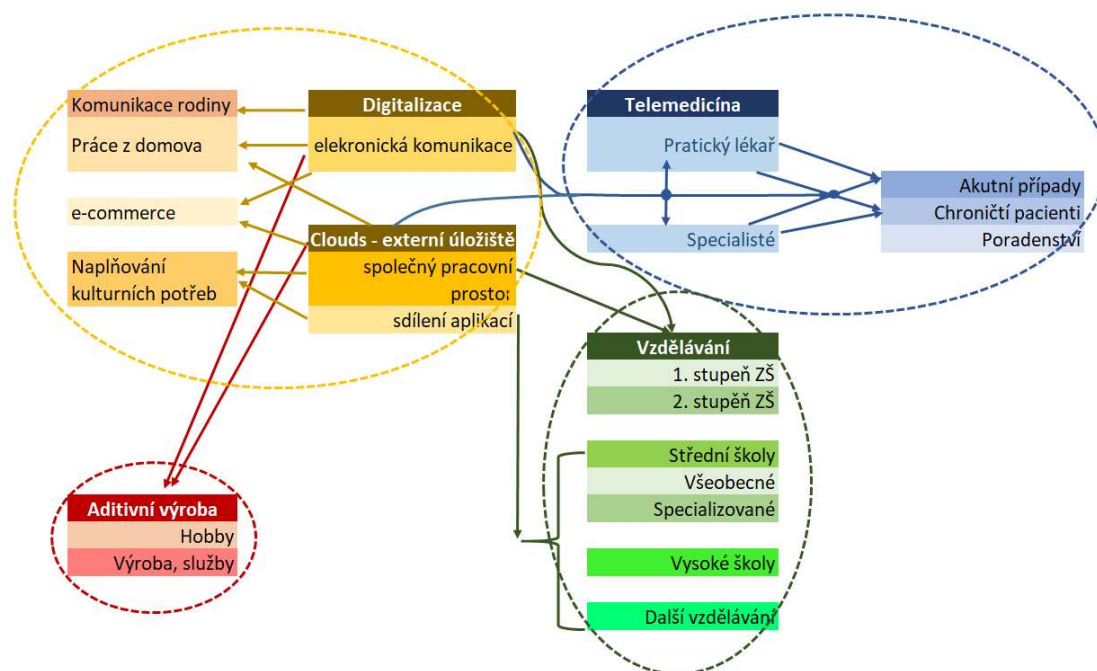 Komunikace rodiny
Práce z domova
e-commerce
Naplňování
kulturních potřeb
Digitalizace
elekronická komunikace
Clouds - externí úložiště
společný pracovní
prostor
sdílení aplikací
Telemedicína
Pratický lékař
Specialisté
Akutní případy
Chroničtí pacienti
Poradenství
Vzdělávání
1. stupeň ZŠ
2. stupěň ZŠ
Střední školy
Všeobecné
Specializované
Vysoké školy
Další vzdělávání
Aditivní výroba
Hobby
Výroba, služby